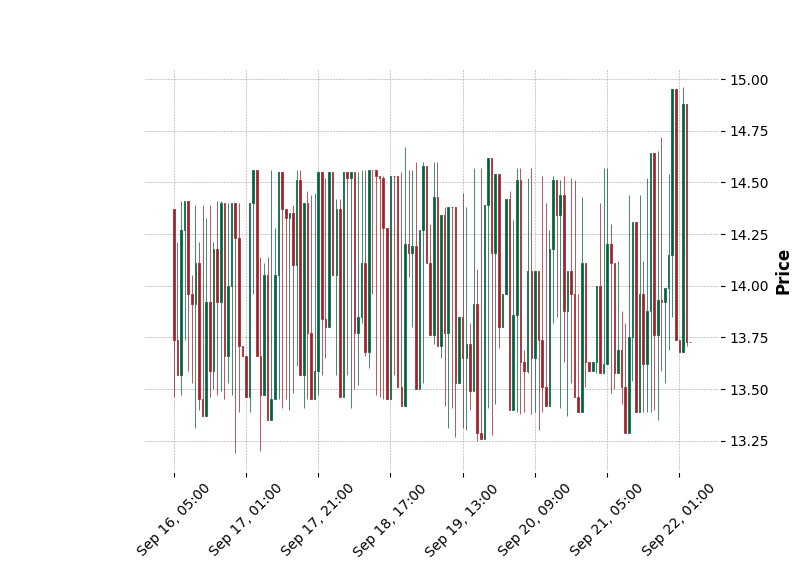 15.00
14.75
14.50
14.25
14.00
13.75
13.50
13.25
Price
Sep 16, 05:00
Sep 17, 01:00
Sep 17, 21:00
Sep 18, 17:00
Sep 19, 13:00
Sep 20, 09:00
Sep 21, 05:00
Sep 22, 01:00